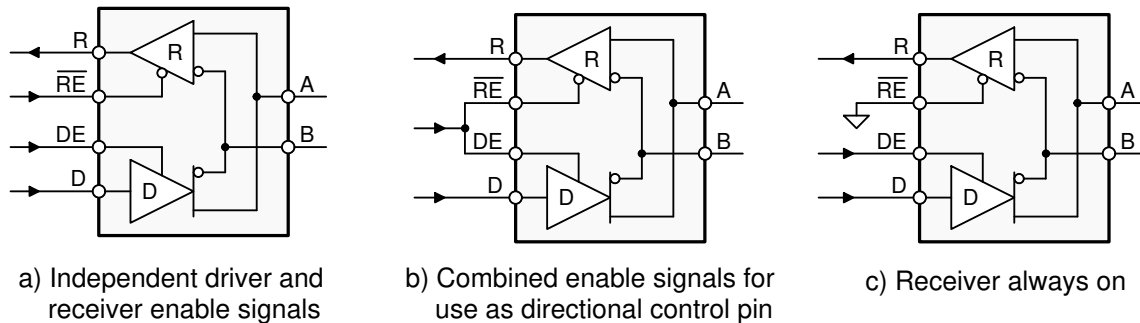 R
R
A
RE
DE
B
D
D
a) Independent driver and
receiver enable signals
R
R
A
RE
DE
B
D
D
b) Combined enable signals for
use as directional control pin
R
R
A
RE
DE
B
D
D
c) Receiver always on